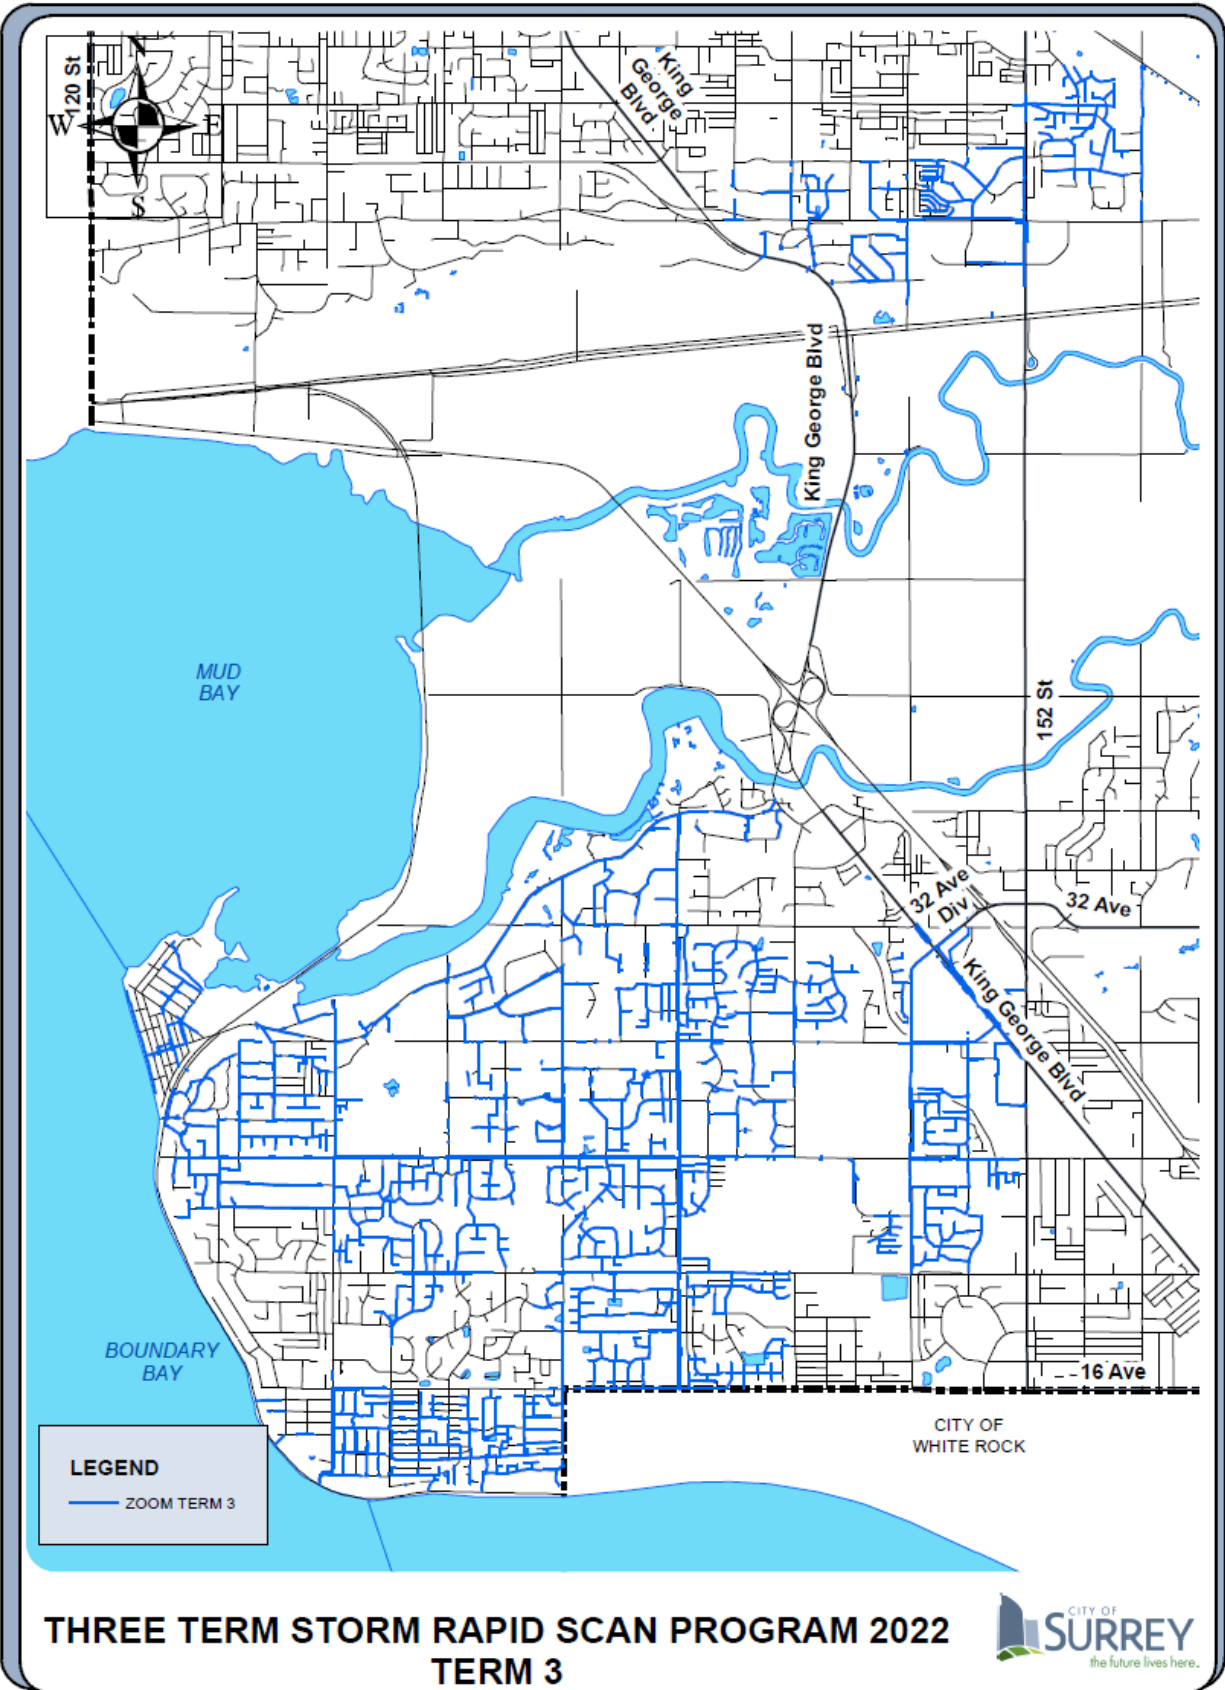 N
120 St
W
E
S
King
George
Blvd
King George Blvd
MUD
BAY
152 St
32 Ave
Div
32 Ave
King George Blvd
BOUNDARY
BAY
16 Ave
CITY OF
WHITE ROCK
LEGEND
ZOOM TERM 3
THREE TERM STORM RAPID SCAN PROGRAM 2022
TERM 3
CITY OF
SURREY
the future lives here.